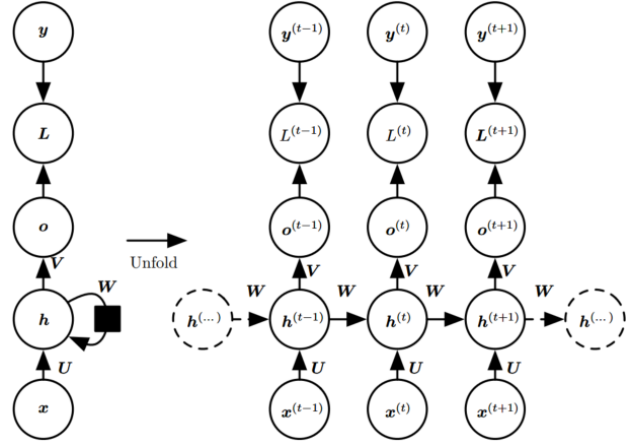 y y^(t−1) y^(t) y^(t+1)
L L^(t−1) L^(t) L^(t+1)
o o^(t−1) o^(t) o^(t+1)
Unfold
V V V V
W W W W W
h h^(...) h^(t−1) h^(t) h^(t+1) h^(...)
U U U U
x x^(t−1) x^(t) x^(t+1)